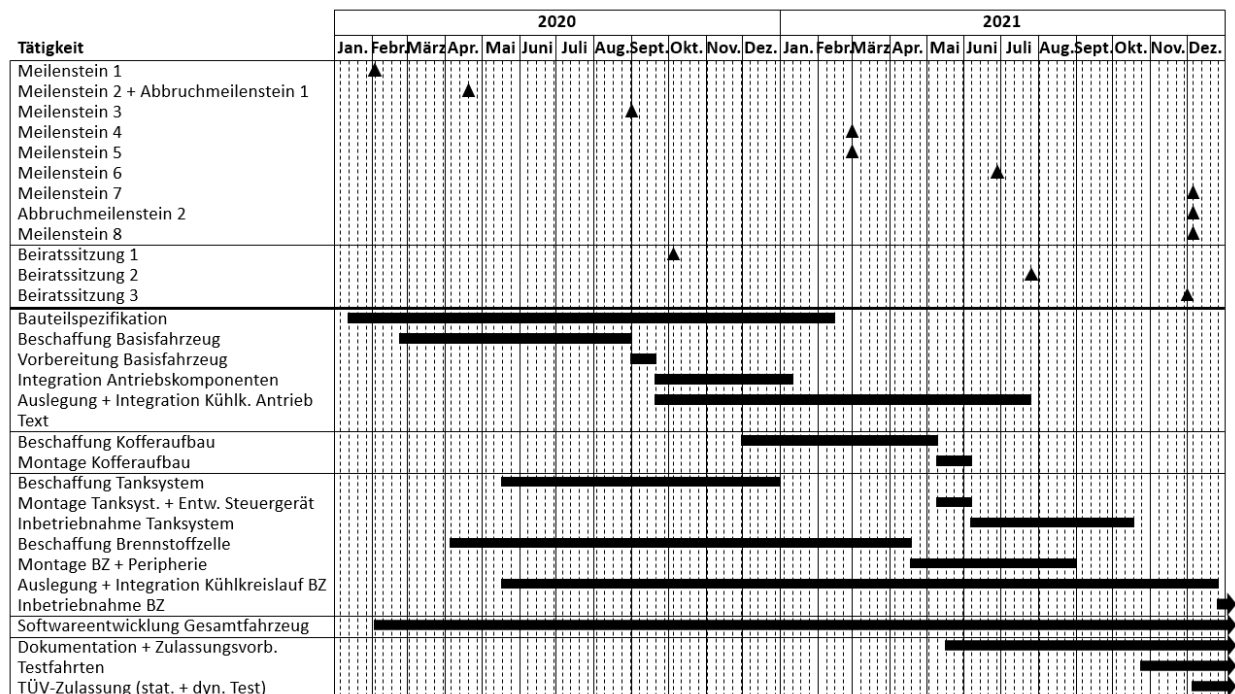 2020 2021
Tätigkeit Jan. Febr. März Apr. Mai Juni Juli Aug. Sept. Okt. Nov. Dez. Jan. Febr. März Apr. Mai Juni Juli Aug. Sept. Okt. Nov. Dez.
Meilenstein 1
Meilenstein 2 + Abbruchmeilenstein 1
Meilenstein 3
Meilenstein 4
Meilenstein 5
Meilenstein 6
Meilenstein 7
Abbruchmeilenstein 2
Meilenstein 8
Beiratssitzung 1
Beiratssitzung 2
Beiratssitzung 3
Bauteilspezifikation
Beschaffung Basisfahrzeug
Vorbereitung Basisfahrzeug
Integration Antriebskomponenten
Auslegung + Integration Kühlk. Antrieb
Text
Beschaffung Kofferaufbau
Montage Kofferaufbau
Beschaffung Tanksystem
Montage Tanksyst. + Entw. Steuergerät
Inbetriebnahme Tanksystem
Beschaffung Brennstoffzelle
Montage BZ + Peripherie
Auslegung + Integration Kühlkreislauf BZ
Inbetriebnahme BZ
Softwareentwicklung Gesamtfahrzeug
Dokumentation + Zulassungsvorb.
Testfahrten
TÜV-Zulassung (stat. + dyn. Test)